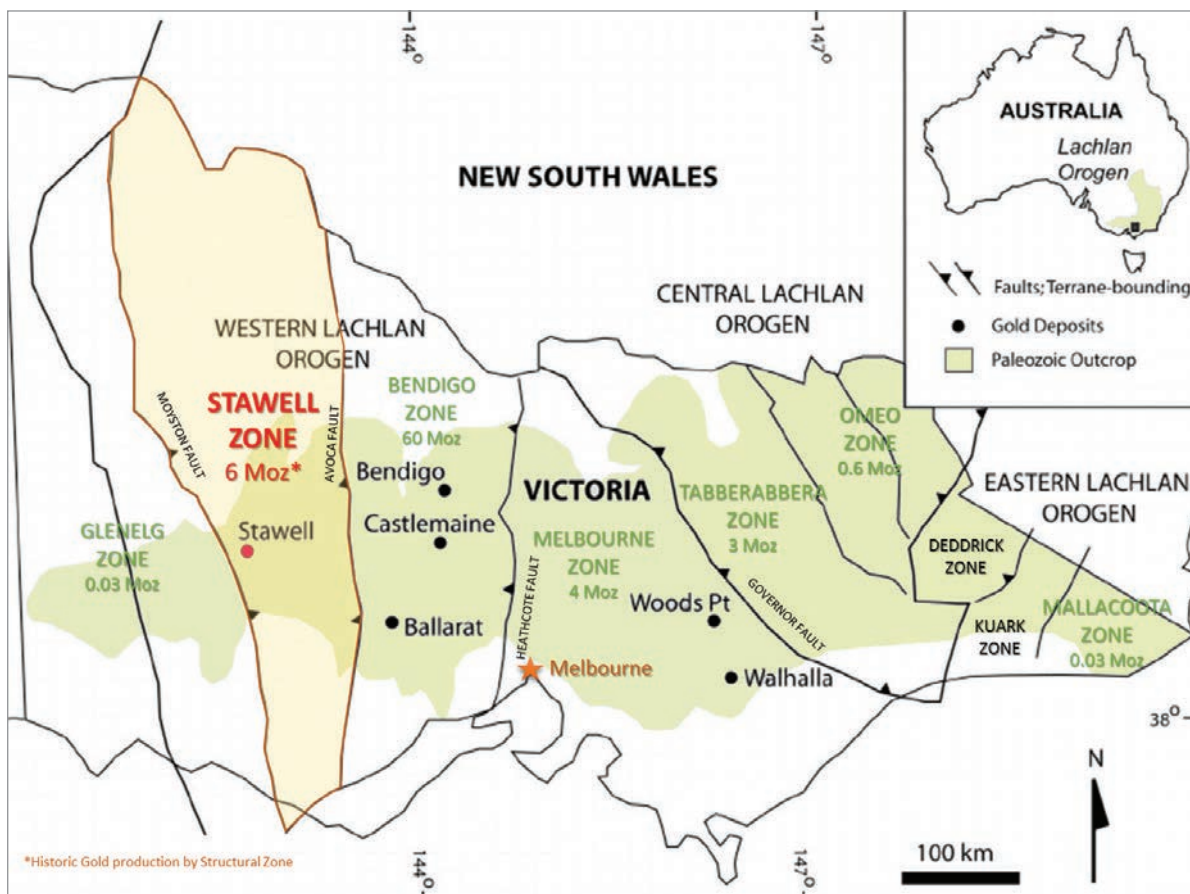 144°
147°
AUSTRALIA
Lachlan
Orogen
Faults; Terrane-bounding
Gold Deposits
Paleozoic Outcrop
NEW SOUTH WALES
CENTRAL LACHLAN
OROGEN
WESTERN LACHLAN
OROGEN
BENDIGO
ZONE
60 Moz
STAWELL
ZONE
6 Moz*
MOYSTON FAULT
AVOCA FAULT
OMEO
ZONE
0.6 Moz
EASTERN LACHLAN
OROGEN
Bendigo
VICTORIA
TABBERABBERA
ZONE
3 Moz
Castlemaine
GLENELG
ZONE
0.03 Moz
Stawell
MELBOURNE
ZONE
4 Moz
DEDDRICK
ZONE
Ballarat
HEATHCOTE FAULT
Woods Pt
GOVERNOR FAULT
KUARK
ZONE
MALLACOOTA
ZONE
0.03 Moz
Melbourne
Walhalla
38°
N
*Historic Gold production by Structural Zone
100 km
144°
147°